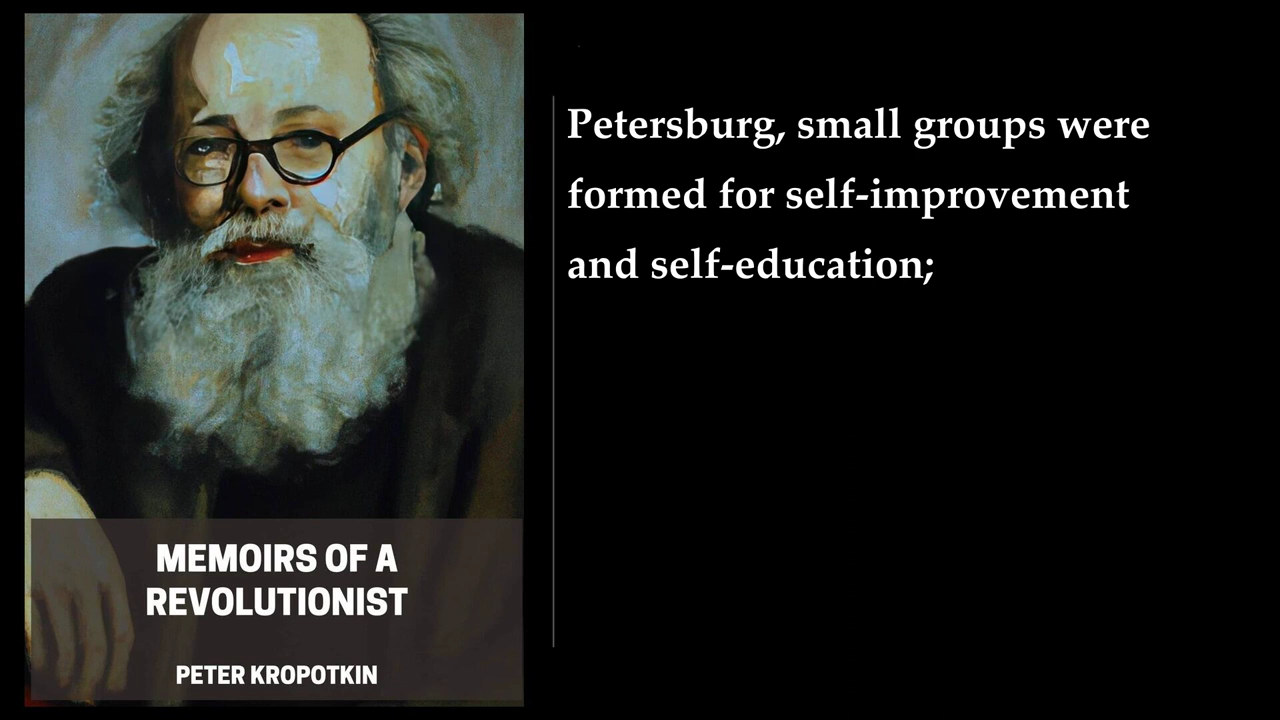 MEMOIRS OF A
REVOLUTIONIST
PETER KROPOTKIN
Petersburg, small groups were
formed for self-improvement
and self-education;